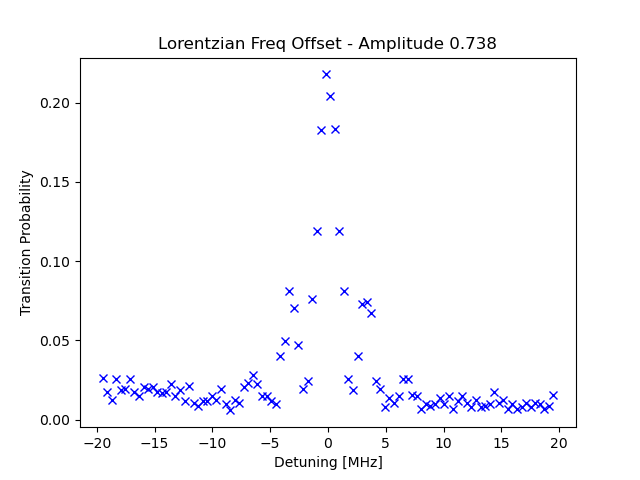 Lorentzian Freq Offset - Amplitude 0.738
Transition Probability
0.20
0.15
0.10
0.05
0.00
−20 −15 −10 −5 0 5 10 15 20
Detuning [MHz]